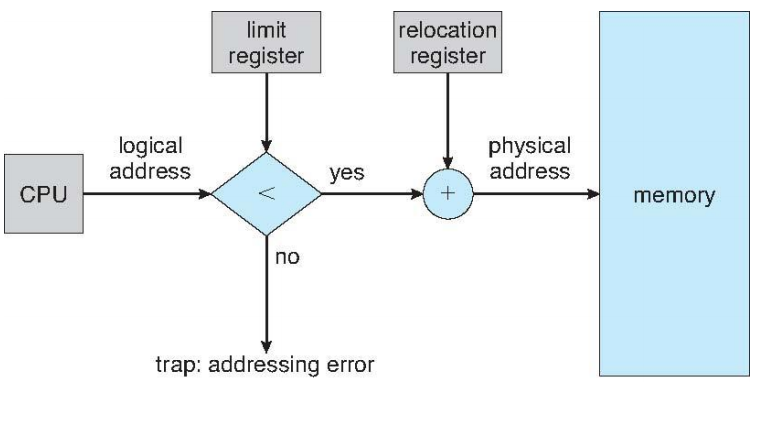 limit
register
relocation
register
logical
address
physical
address
CPU
<
yes
+
memory
no
trap: addressing error